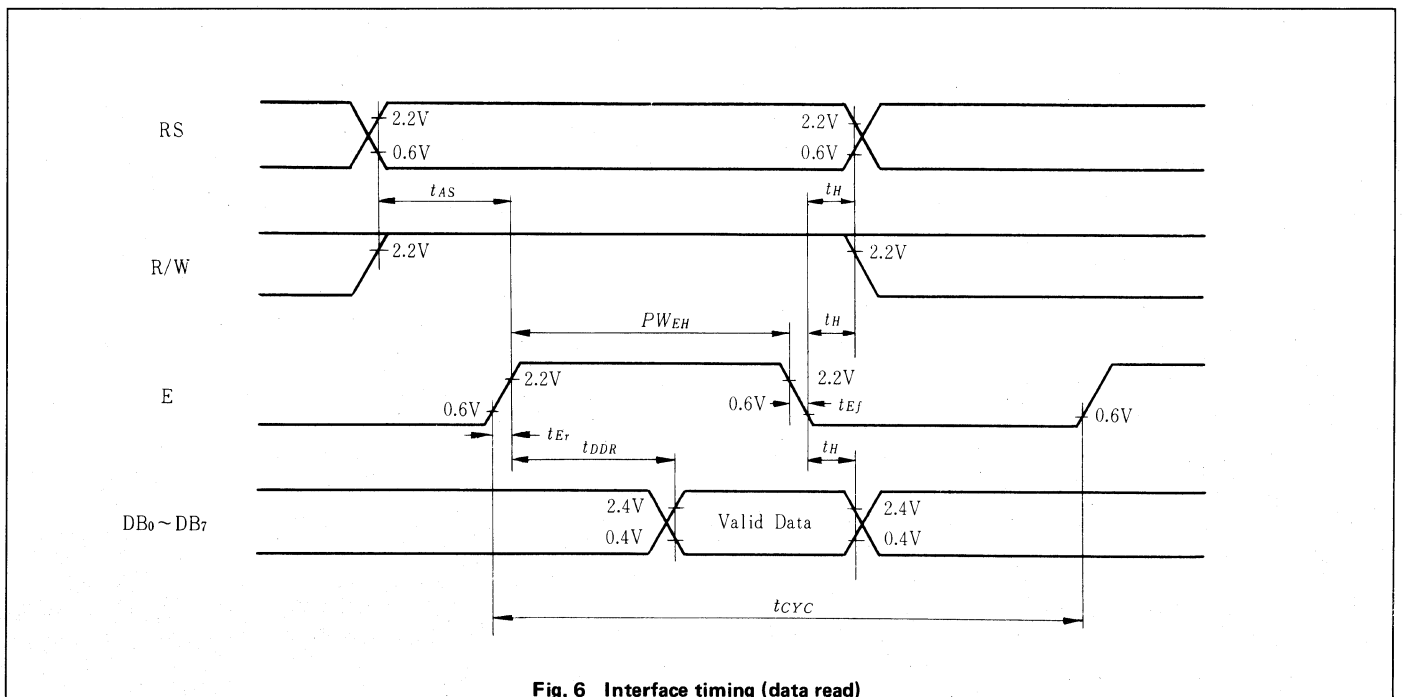 RS
2.2V
0.6V
2.2V
0.6V
tAS
tH
R/W
2.2V
2.2V
PWEH
tH
E
2.2V
0.6V
2.2V
0.6V
tEf
0.6V
tEr
tDDR
tH
DB0~DB7
2.4V
0.4V
Valid Data
2.4V
0.4V
tCYC
Fig. 6 Interface timing (data read)